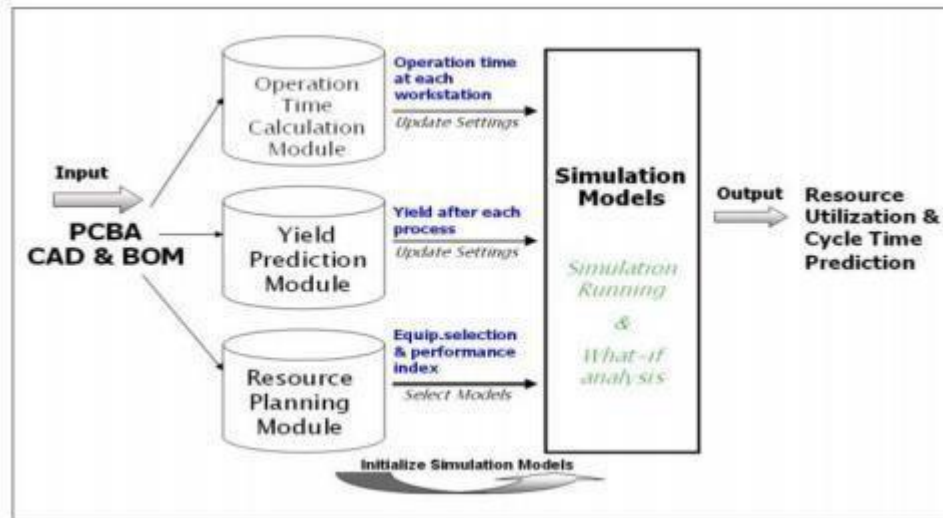 Input
PCBA
CAD & BOM
Operation
Time
Calculation
Module
Operation time
at each
workstation
Update Settings
Yield
Prediction
Module
Yield after each
process
Update Settings
Resource
Planning
Module
Equip.selection
& performance
index
Select Models
Simulation
Models
Simulation
Running
&
What-if
analysis
Output
Resource
Utilization &
Cycle Time
Prediction
Initialize Simulation Models